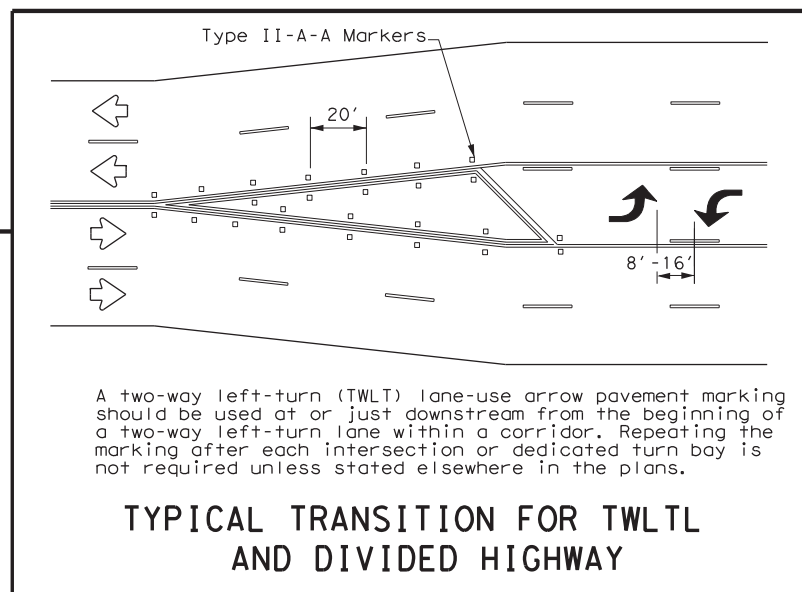 Type II-A-A Markers
20'
8'-16'
A two-way left-turn (TWLT) lane-use arrow pavement marking
should be used at or just downstream from the beginning of
a two-way left-turn lane within a corridor. Repeating the
marking after each intersection or dedicated turn bay is
not required unless stated elsewhere in the plans.
TYPICAL TRANSITION FOR TWLTL
AND DIVIDED HIGHWAY